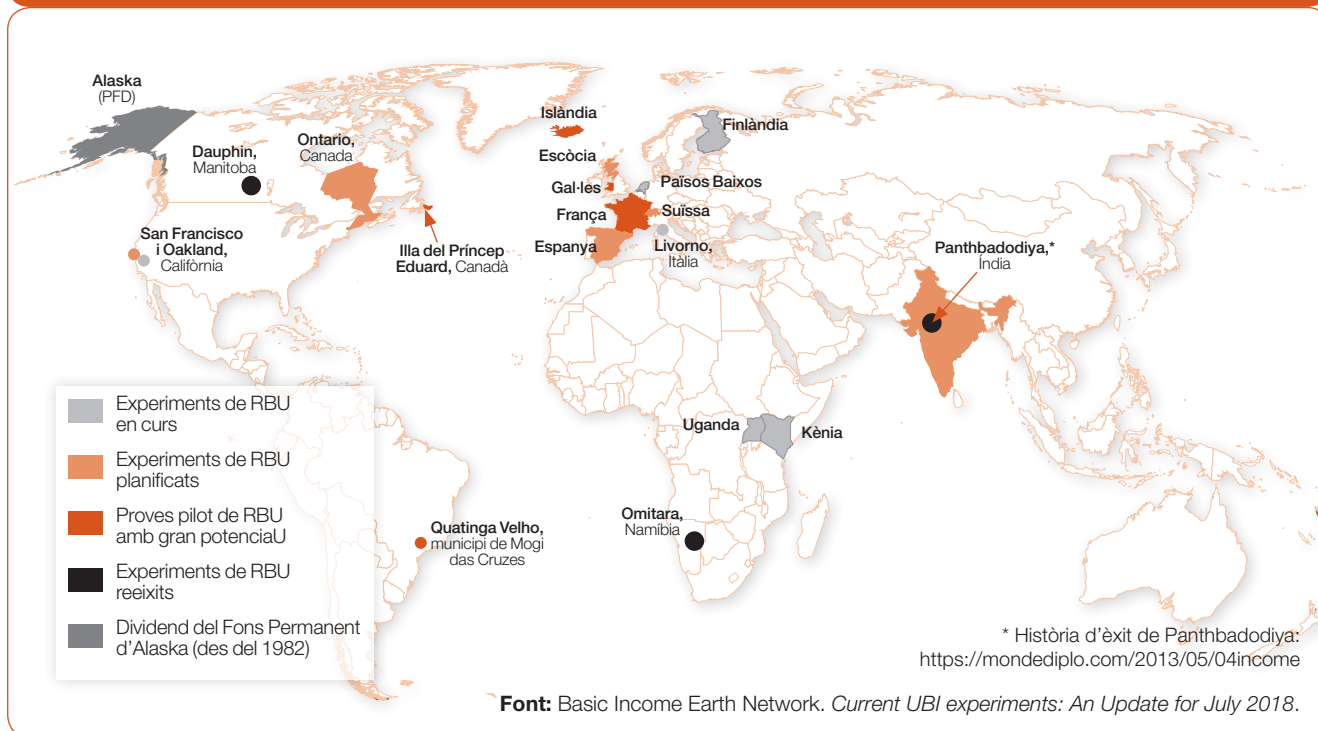 Alaska
(PFD)
Dauphin,
Manitoba
Ontario,
Canada
San Francisco
i Oakland,
Califòrnia
Illa del Príncep
Eduard, Canadà
Islàndia
Escòcia
Gal·les
França
Espanya
Finlàndia
Països Baixos
Suïssa
Livorno,
Itàlia
Panthbadodiya,*
Índia
Uganda
Kènia
Omitara,
Namíbia
Quatinga Velho,
municipi de Mogi
das Cruzes
Experiments de RBU
en curs
Experiments de RBU
planificats
Proves pilot de RBU
amb gran potenciaU
Experiments de RBU
reeixits
Dividend del Fons Permanent
d'Alaska (des del 1982)
* Història d'èxit de Panthbadodiya:
https://mondediplo.com/2013/05/04income
Font: Basic Income Earth Network. Current UBI experiments: An Update for July 2018.